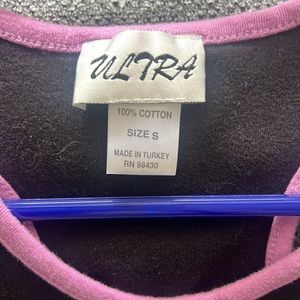 ULTRA
100% COTTON
SIZE S
MADE IN TURKEY
RN 98430